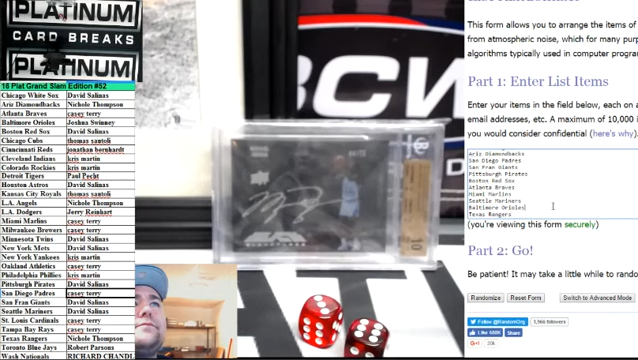 PLATINUM
CARD BREAKS
PLATINUM
16 Plat Grand Slam Edition #52
Chicago White Sox David Salinas
Ariz Diamondbacks Nichole Thompson
Atlanta Braves casey terry
Baltimore Orioles Joshua Swinney
Boston Red Sox David Salinas
Chicago Cubs thomas santoli
Cincinnati Reds jonathan bernhardt
Cleveland Indians kris martin
Colorado Rockies kris martin
Detroit Tigers Paul Pecht
Houston Astros David Salinas
Kansas City Royals thomas santoli
L.A. Angels Nichole Thompson
L.A. Dodgers Jerry Reinhart
Miami Marlins casey terry
Milwaukee Brewers casey terry
Minnesota Twins David Salinas
New York Mets David Salinas
New York Yankees kris martin
Oakland Athletics casey terry
Philadelphia Phillies kris martin
Pittsburgh Pirates David Salinas
San Diego Padres casey terry
San Fran Giants David Salinas
Seattle Mariners David Salinas
St. Louis Cardinals casey terry
Tampa Bay Rays casey terry
Texas Rangers Nichole Thompson
Toronto Blue Jays Robert Parsons
Wash Nationals RICHARD CHANDL
BCW
10
This form allows you to arrange the items of
from atmospheric noise, which for many purp
algorithms typically used in computer program
Part 1: Enter List Items
Enter your items in the field below, each on a
email addresses, etc. A maximum of 10,000 i
you would consider confidential (here's why).
Ariz Diamondbacks
San Diego Padres
San Fran Giants
Pittsburgh Pirates
Boston Red Sox
Atlanta Braves
Miami Marlins
Seattle Mariners
Baltimore Orioles
Texas Rangers
(you're viewing this form securely)
Part 2: Go!
Be patient! It may take a little while to rando
Randomize Reset Form Switch to Advanced Mode
Follow @RandomOrg
Like